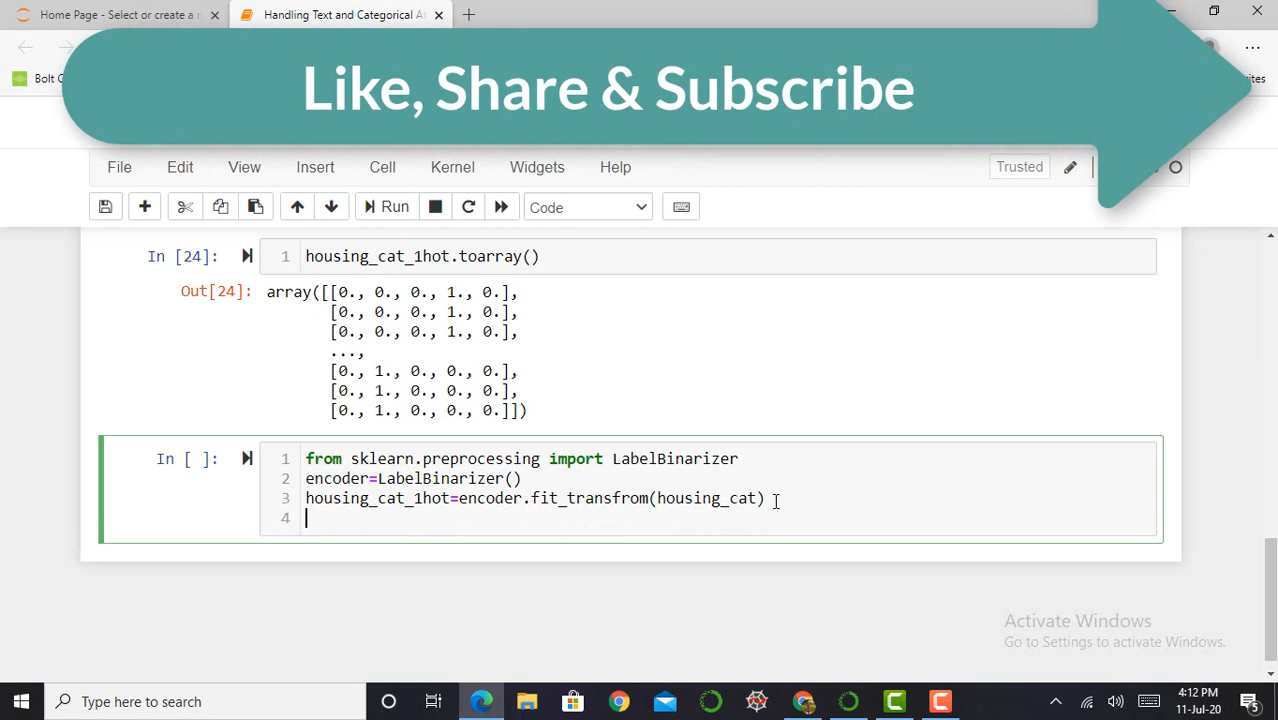 Home Page - Select or create a n
Handling Text and Categorical At
Bolt C
ites
Like, Share & Subscribe
File Edit View Insert Cell Kernel Widgets Help
Trusted
Run
Code
In [24]:
1 housing_cat_1hot.toarray()
Out[24]:
array([[0., 0., 0., 1., 0.],
[0., 0., 0., 1., 0.],
[0., 0., 0., 1., 0.],
...,
[0., 1., 0., 0., 0.],
[0., 1., 0., 0., 0.],
[0., 1., 0., 0., 0.]])
In [ ]:
1 from sklearn.preprocessing import LabelBinarizer
2 encoder=LabelBinarizer()
3 housing_cat_1hot=encoder.fit_transfrom(housing_cat)
4
Activate Windows
Go to Settings to activate Windows.
Type here to search
4:12 PM
11-Jul-20
5